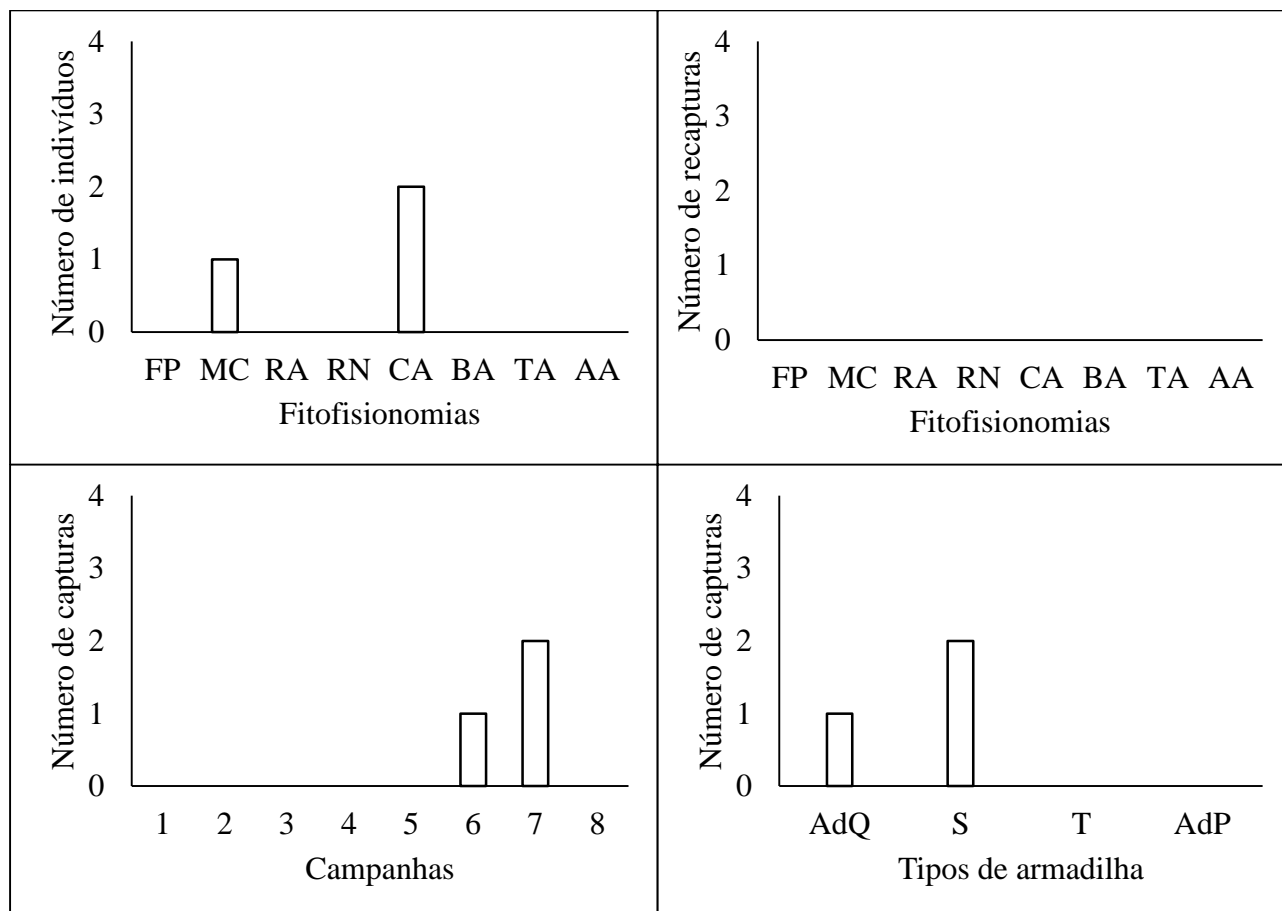 Número de indivíduos
4
3
2
1
0
FP MC RA RN CA BA TA AA
Fitofisionomias
Número de recapturas
4
3
2
1
0
FP MC RA RN CA BA TA AA
Fitofisionomias
Número de capturas
4
3
2
1
0
1 2 3 4 5 6 7 8
Campanhas
Número de capturas
4
3
2
1
0
AdQ S T AdP
Tipos de armadilha